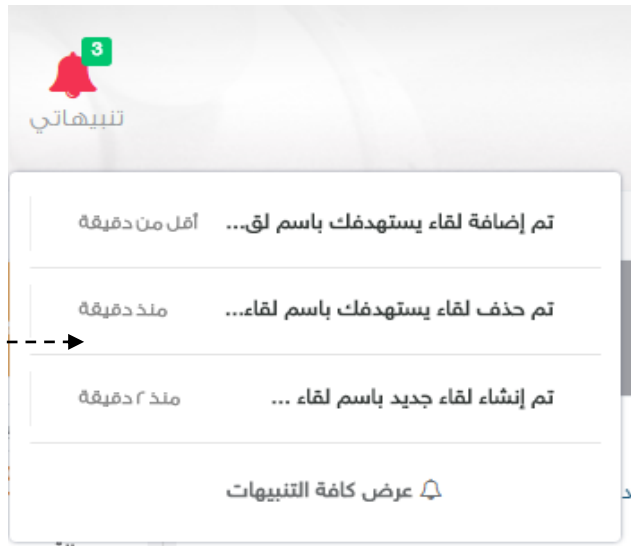 3
تنبيهاتي
تم إضافة لقاء يستهدفك باسم لق... أقل من دقيقة
تم حذف لقاء يستهدفك باسم لقاء... منذ دقيقة
تم إنشاء لقاء جديد باسم لقاء ... منذ ٢ دقيقة
عرض كافة التنبيهات